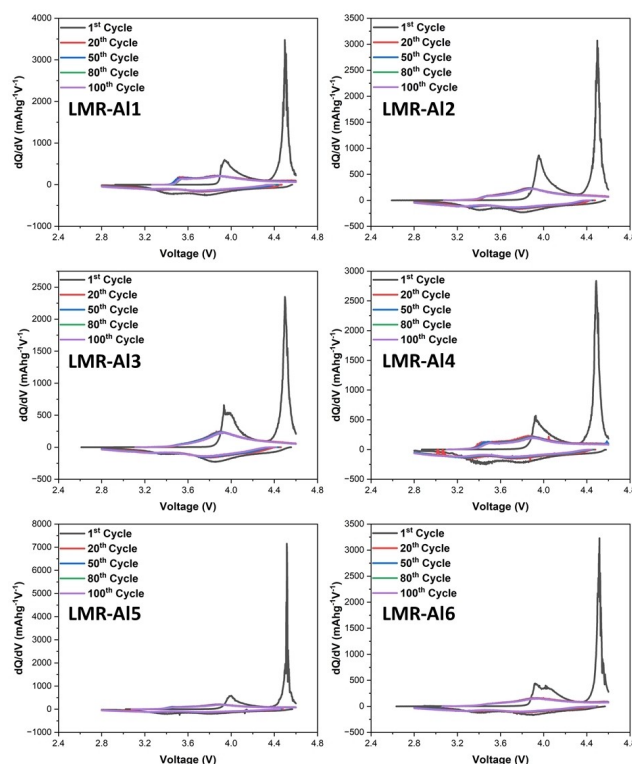 4000
3000
2000
1000
0
−1000
dQ/dV (mAhg⁻¹V⁻¹)
1st Cycle
20th Cycle
50th Cycle
80th Cycle
100th Cycle
LMR-Al1
2.4 2.8 3.2 3.6 4.0 4.4 4.8
Voltage (V)
3500
3000
2500
2000
1500
1000
500
0
−500
dQ/dV (mAhg⁻¹V⁻¹)
1st Cycle
20th Cycle
50th Cycle
80th Cycle
100th Cycle
LMR-Al2
2.4 2.8 3.2 3.6 4.0 4.4 4.8
Voltage (V)
2500
2000
1500
1000
500
0
−500
dQ/dV (mAhg⁻¹V⁻¹)
1st Cycle
20th Cycle
50th Cycle
80th Cycle
100th Cycle
LMR-Al3
2.4 2.8 3.2 3.6 4.0 4.4 4.8
Voltage (V)
3000
2500
2000
1500
1000
500
0
−500
dQ/dV (mAhg⁻¹V⁻¹)
1st Cycle
20th Cycle
50th Cycle
80th Cycle
100th Cycle
LMR-Al4
2.4 2.8 3.2 3.6 4.0 4.4 4.8
Voltage (V)
8000
7000
6000
5000
4000
3000
2000
1000
0
−1000
dQ/dV (mAhg⁻¹V⁻¹)
1st Cycle
20th Cycle
50th Cycle
80th Cycle
100th Cycle
LMR-Al5
2.4 2.8 3.2 3.6 4.0 4.4 4.8
Voltage (V)
3500
3000
2500
2000
1500
1000
500
0
−500
dQ/dV (mAhg⁻¹V⁻¹)
1st Cycle
20th Cycle
50th Cycle
80th Cycle
100th Cycle
LMR-Al6
2.4 2.8 3.2 3.6 4.0 4.4 4.8
Voltage (V)